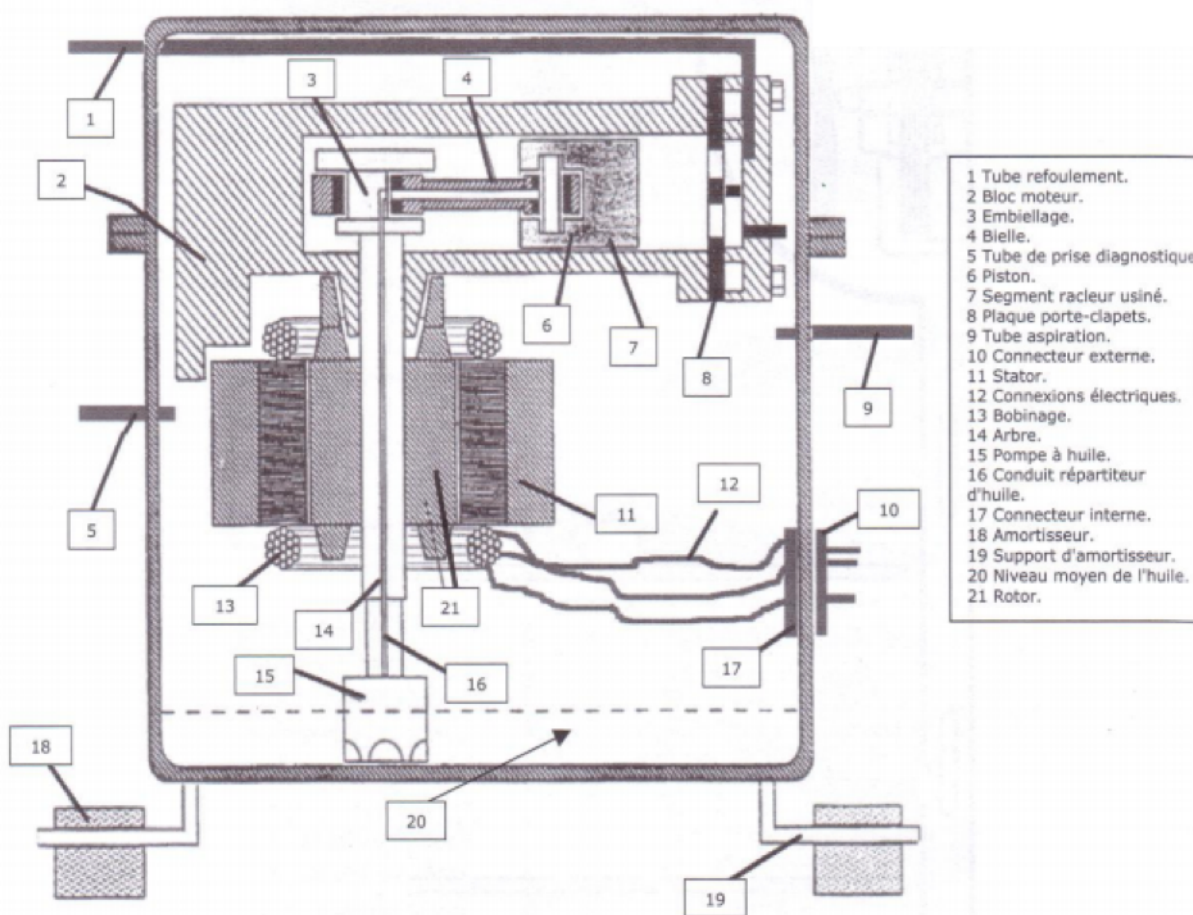 1
2
3
4
5
6
7
8
9
10
11
12
13
14
15
16
17
18
19
20
21
1 Tube refoulement.
2 Bloc moteur.
3 Embiellage.
4 Bielle.
5 Tube de prise diagnostique
6 Piston.
7 Segment racleur usiné.
8 Plaque porte-clapets.
9 Tube aspiration.
10 Connecteur externe.
11 Stator.
12 Connexions électriques.
13 Bobinage.
14 Arbre.
15 Pompe à huile.
16 Conduit répartiteur
d'huile.
17 Connecteur interne.
18 Amortisseur.
19 Support d'amortisseur.
20 Niveau moyen de l'huile.
21 Rotor.